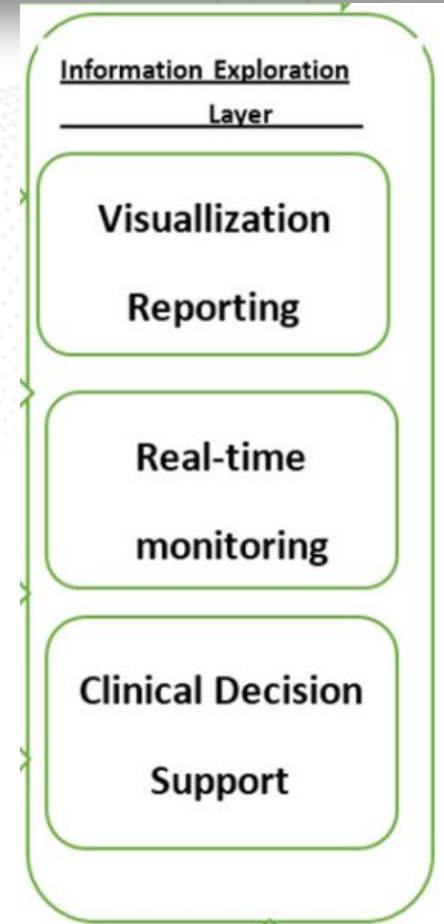 Information Exploration
Layer
Visuallization
Reporting
Real-time
monitoring
Clinical Decision
Support